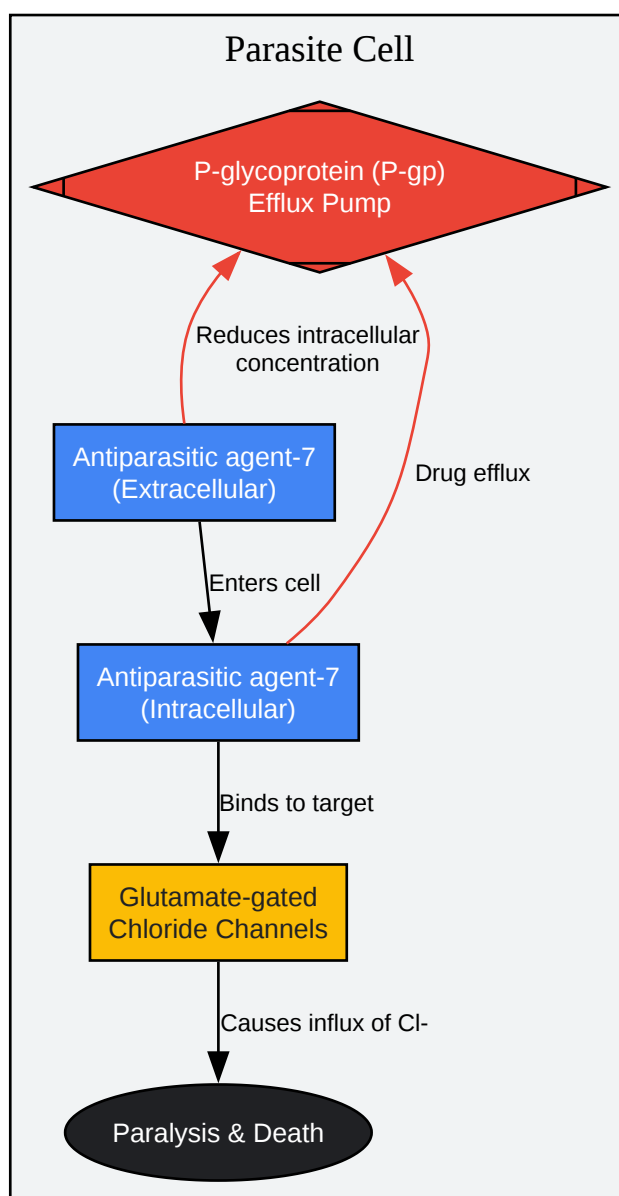 Parasite Cell
P-glycoprotein (P-gp)
Efflux Pump
Reduces intracellular
concentration
Antiparasitic agent-7
(Extracellular)
Drug efflux
Enters cell
Antiparasitic agent-7
(Intracellular)
Binds to target
Glutamate-gated
Chloride Channels
Causes influx of Cl-
Paralysis & Death